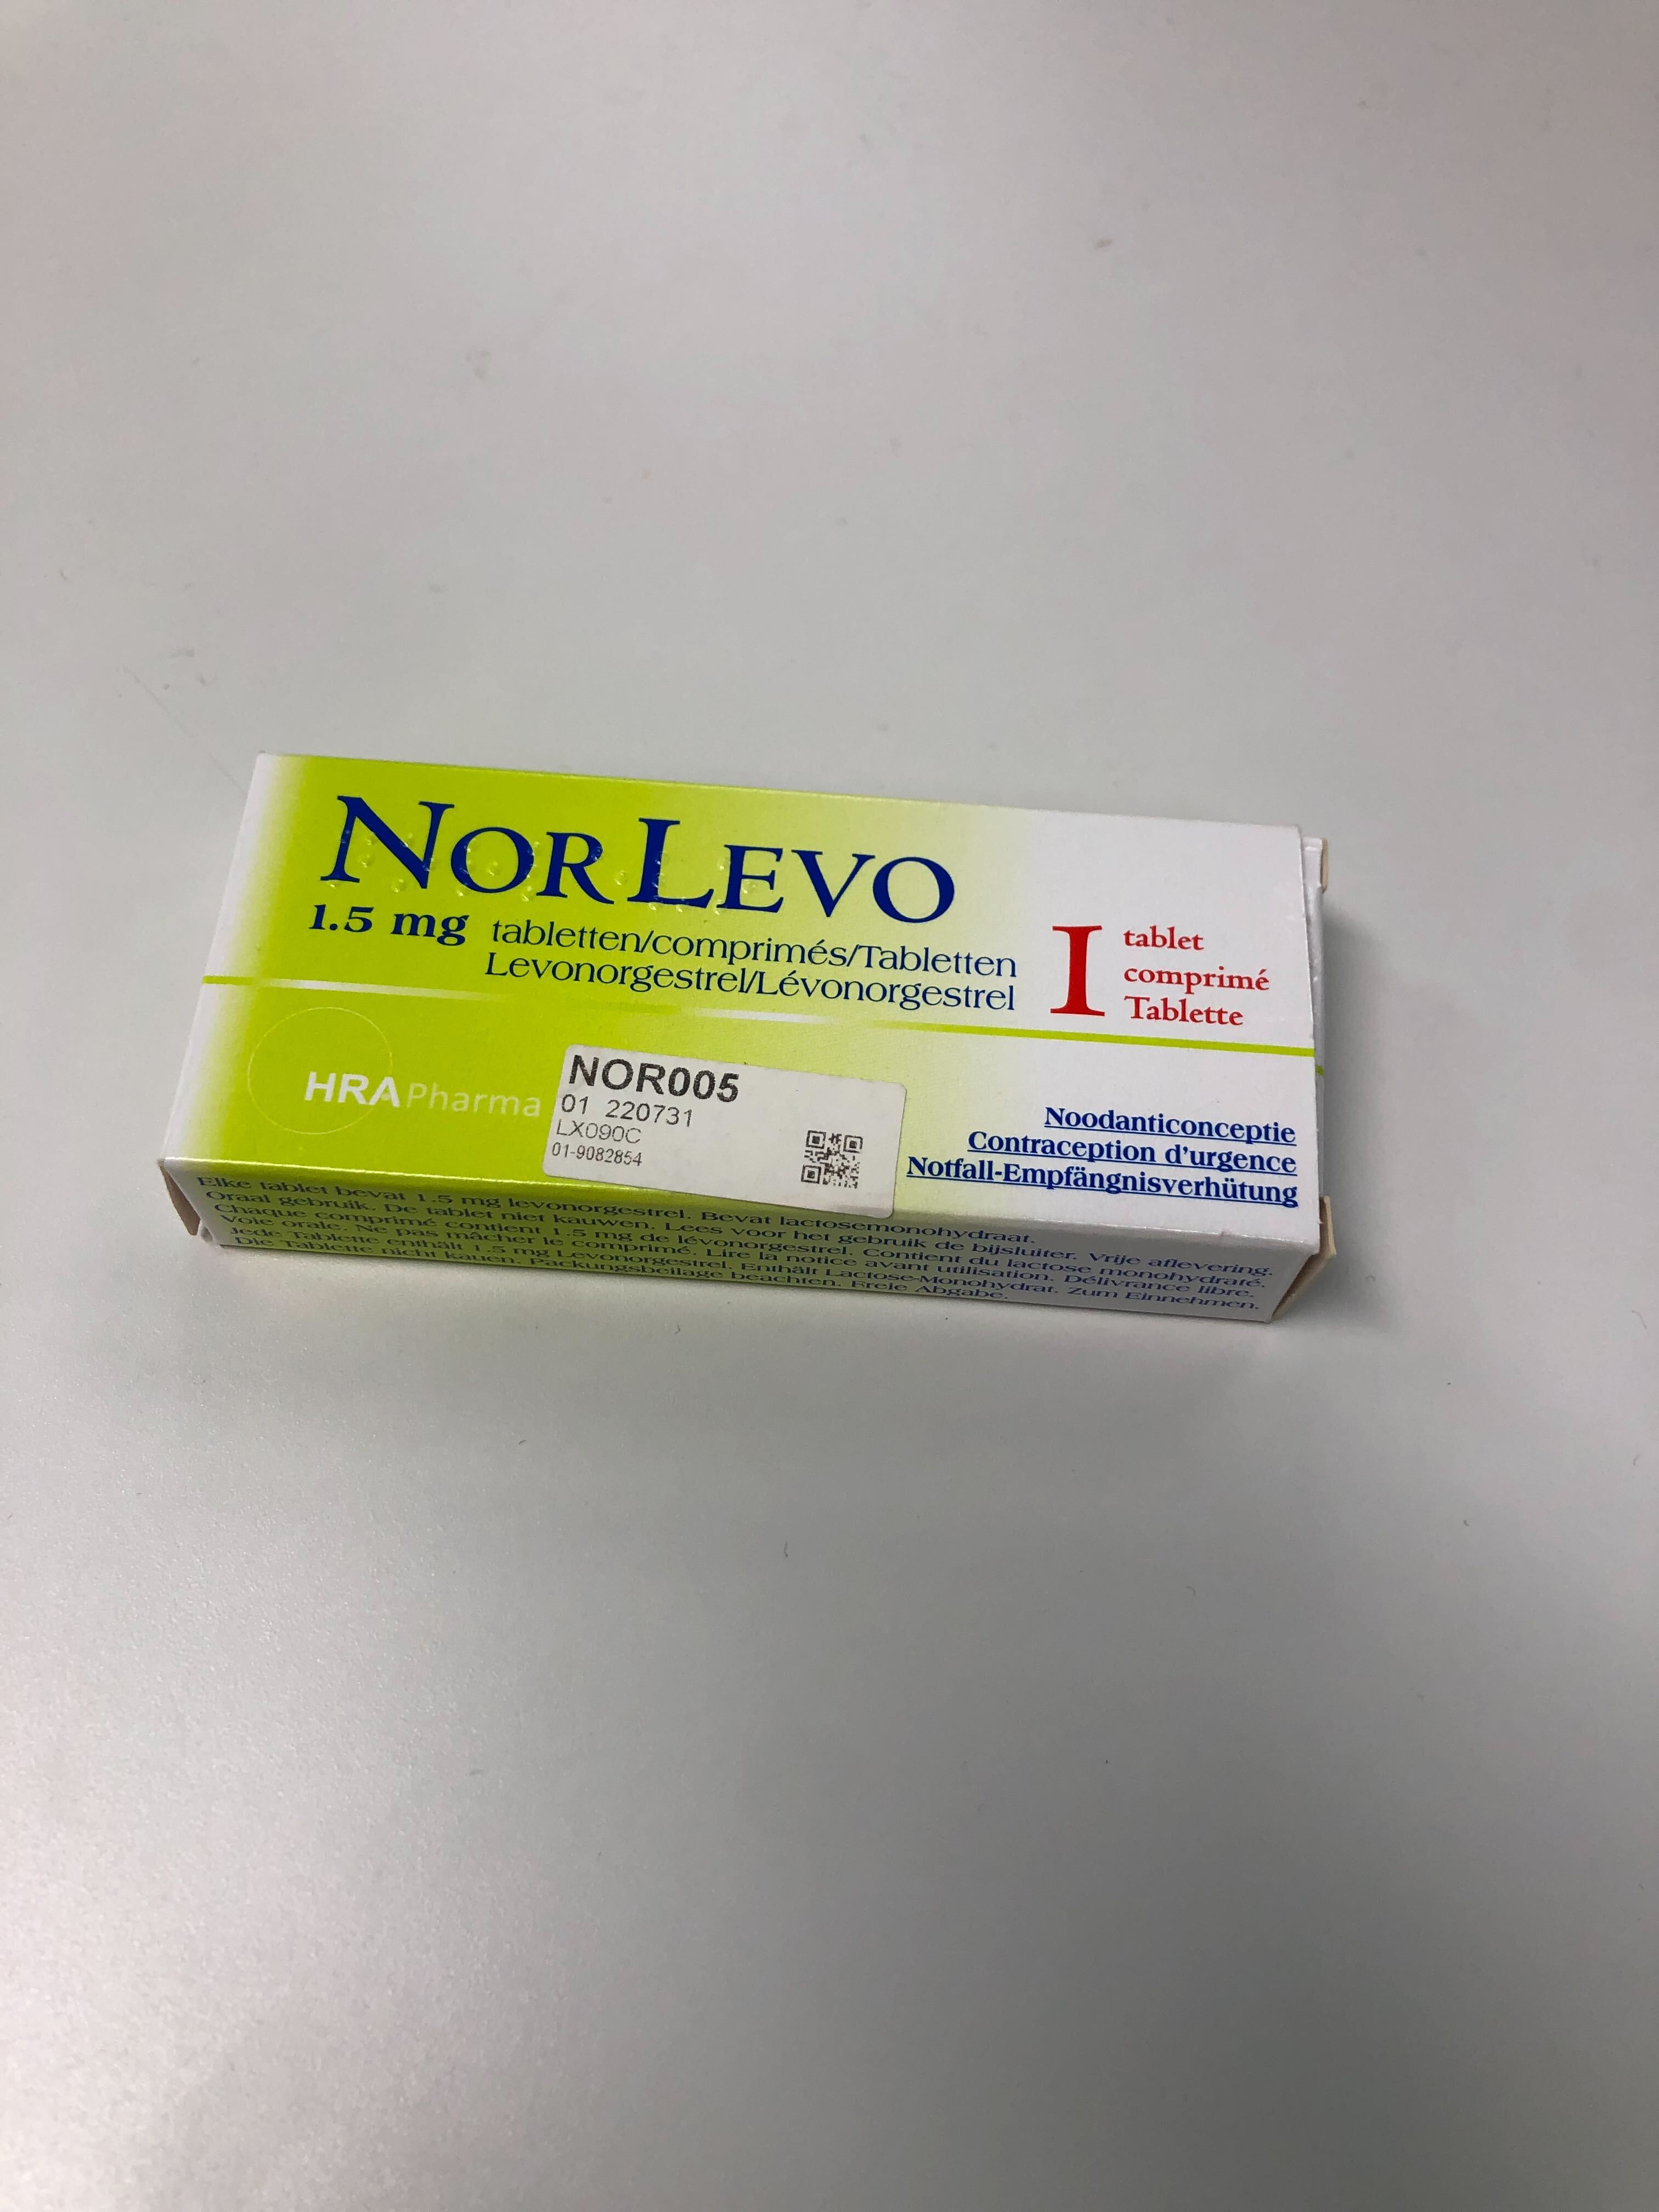 NORLEVO
1.5 mg tabletten/comprimés/Tabletten
Levonorgestrel/Lévonorgestrel
1 tablet
comprimé
Tablette
HRA Pharma
NOR005
01 220731
LX090C
01-9082854
Noodanticonceptie
Contraception d'urgence
Notfall-Empfängnisverhütung
Elke tablet bevat 1.5 mg levonorgestrel. Bevat lactosemonohydraat.
Oraal gebruik. De tablet niet kauwen. Lees voor het gebruik de bijsluiter. Vrije aflevering.
Chaque comprimé contient 1.5 mg de lévonorgestrel. Contient du lactose monohydraté.
Voie orale. Ne pas mâcher le comprimé. Lire la notice avant utilisation. Délivrance libre.
Jede Tablette enthält 1.5 mg Levonorgestrel. Enthält Lactose-Monohydrat. Zum Einnehmen.
Die Tablette nicht kauen. Packungsbeilage beachten. Freie Abgabe.